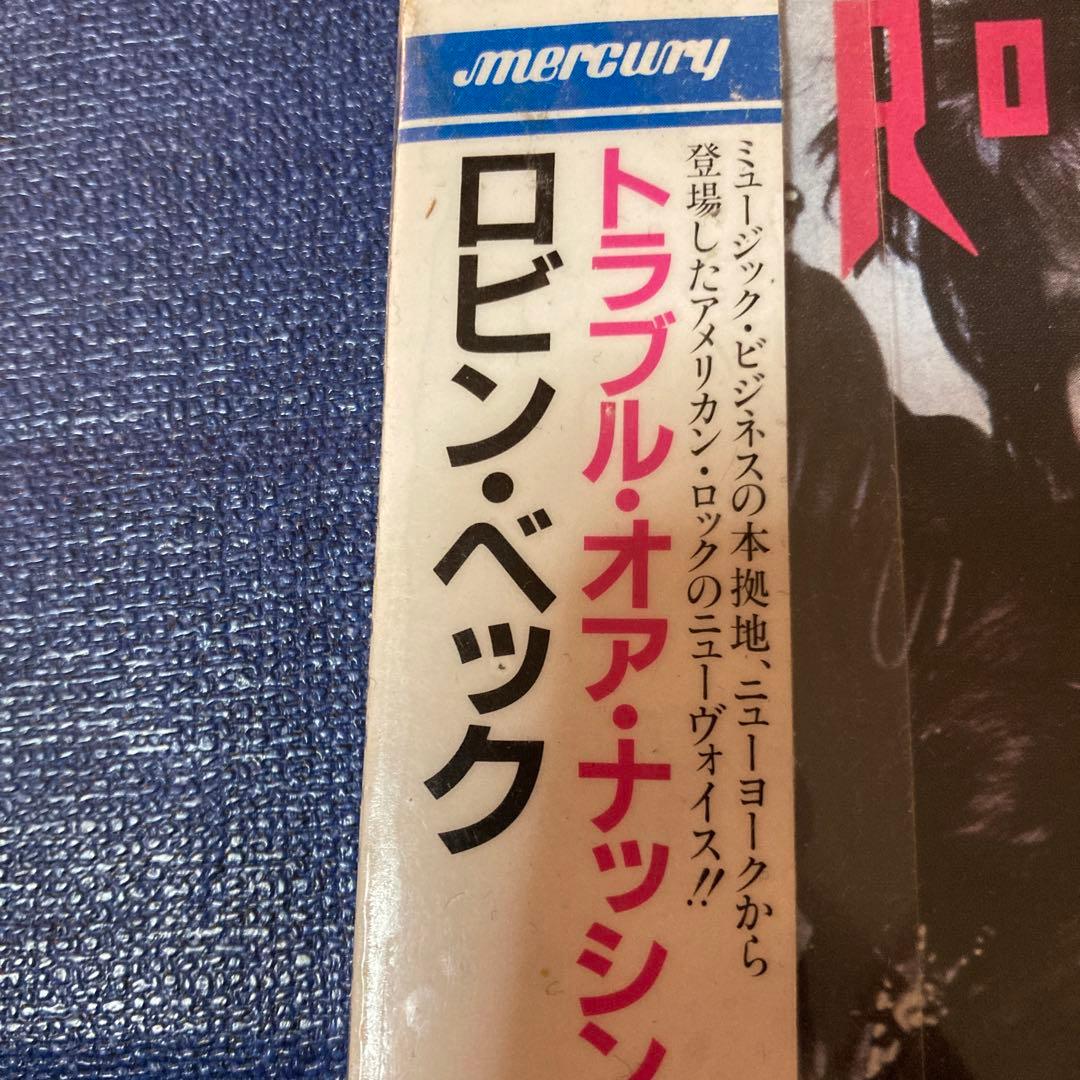 mercury
Ro
ミュージック・ビジネスの本拠地、ニューヨークから
登場したアメリカン・ロックのニューヴォイス!!
トラブル・オア・ナッシン
ロビン・ベック